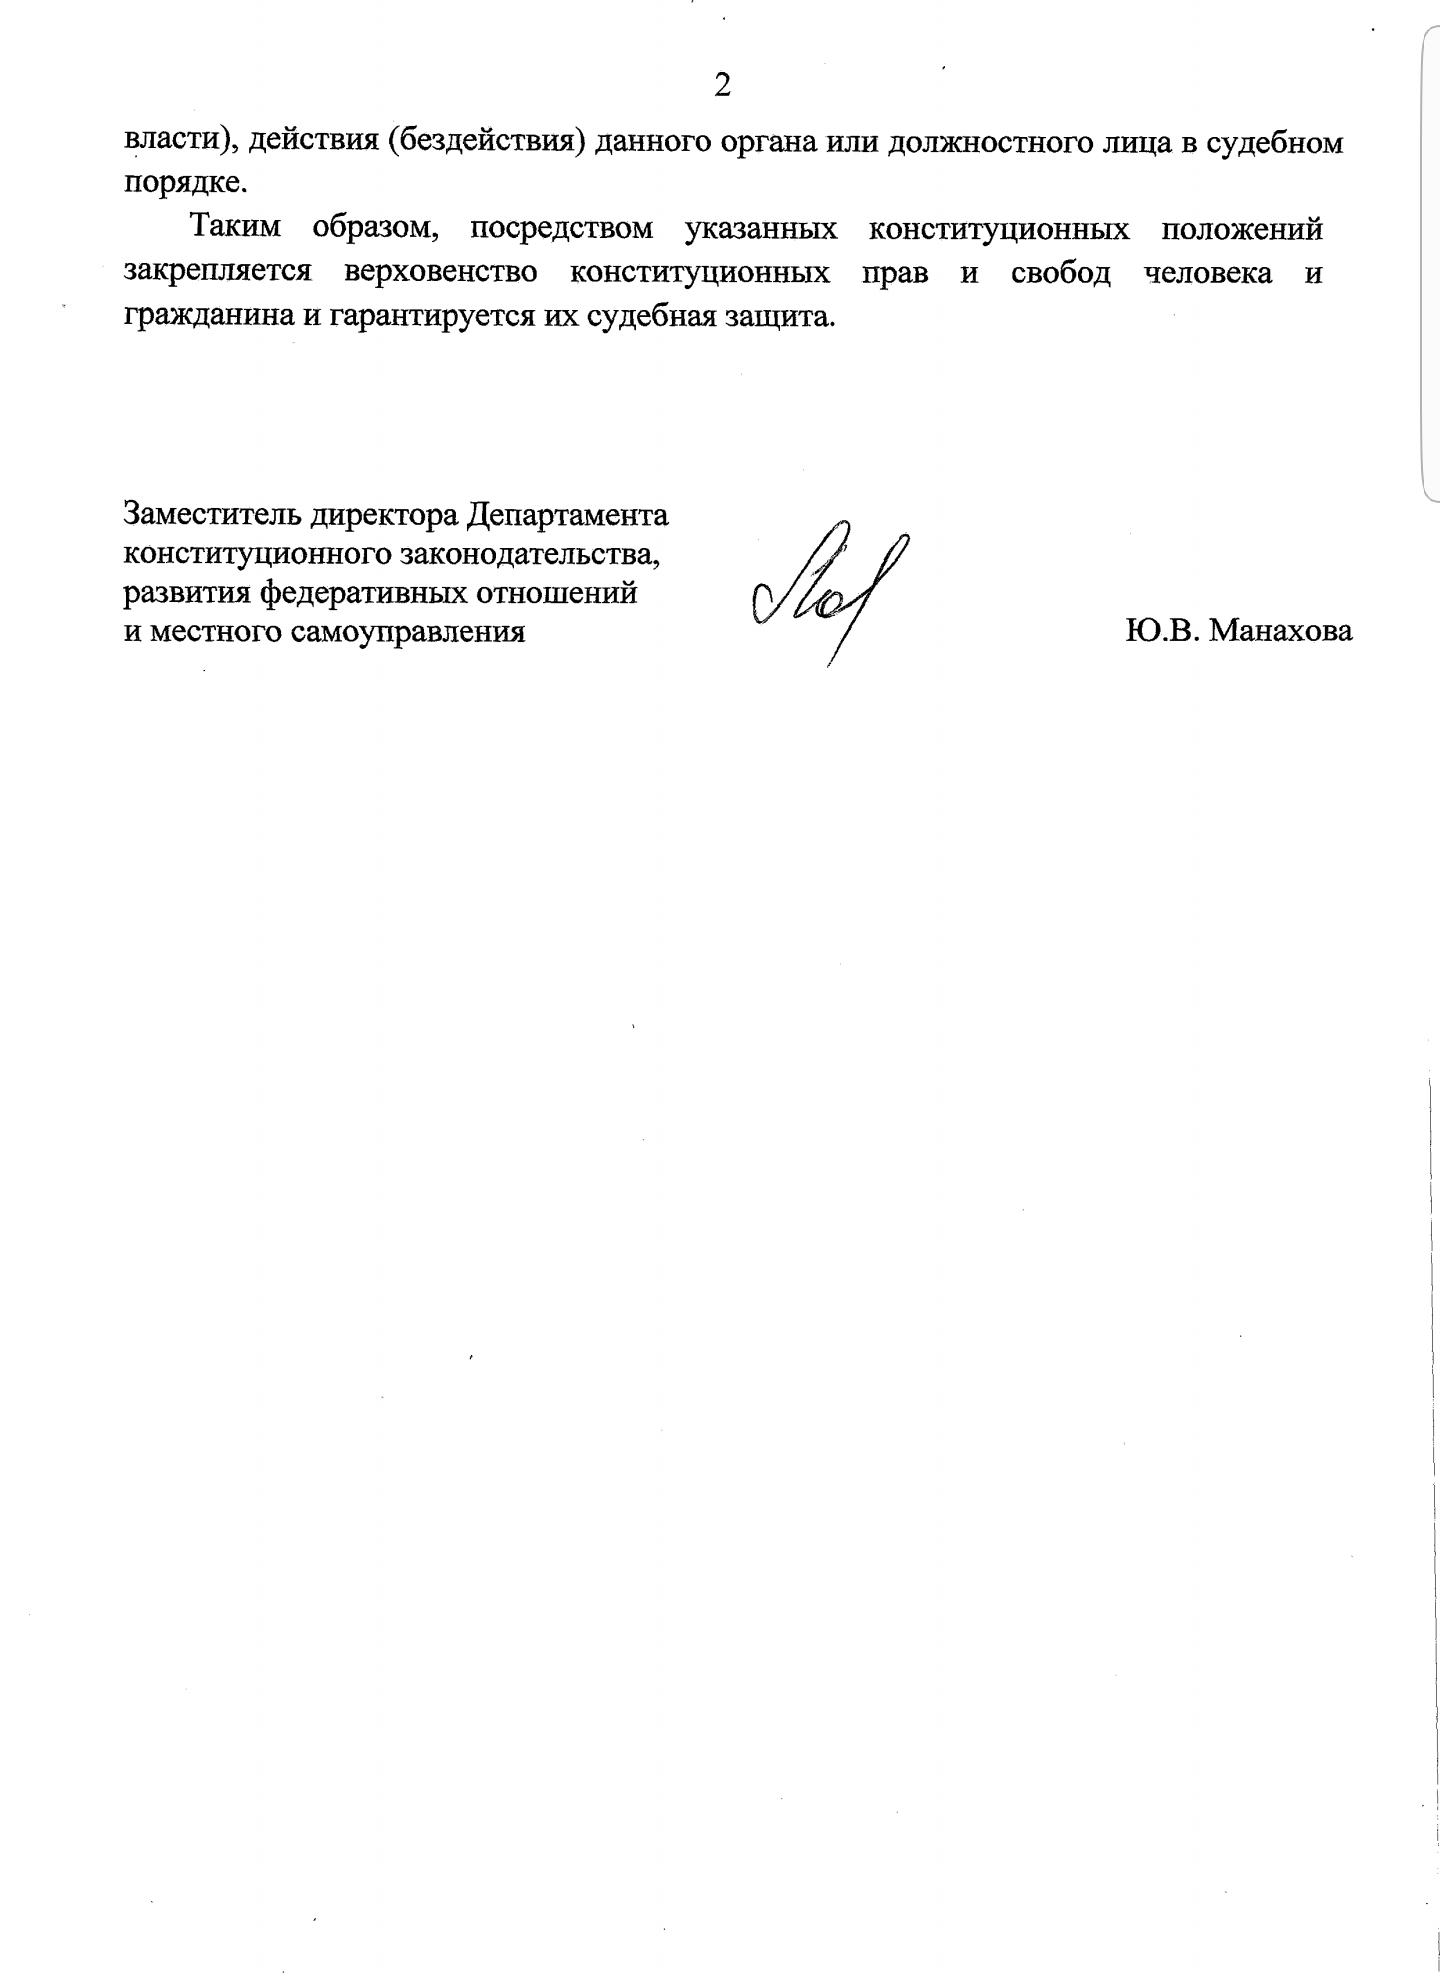 2
власти), действия (бездействия) данного органа или должностного лица в судебном
порядке.
Таким образом, посредством указанных конституционных положений
закрепляется верховенство конституционных прав и свобод человека и
гражданина и гарантируется их судебная защита.
Заместитель директора Департамента
конституционного законодательства,
развития федеративных отношений
и местного самоуправления
Ю.В. Манахова